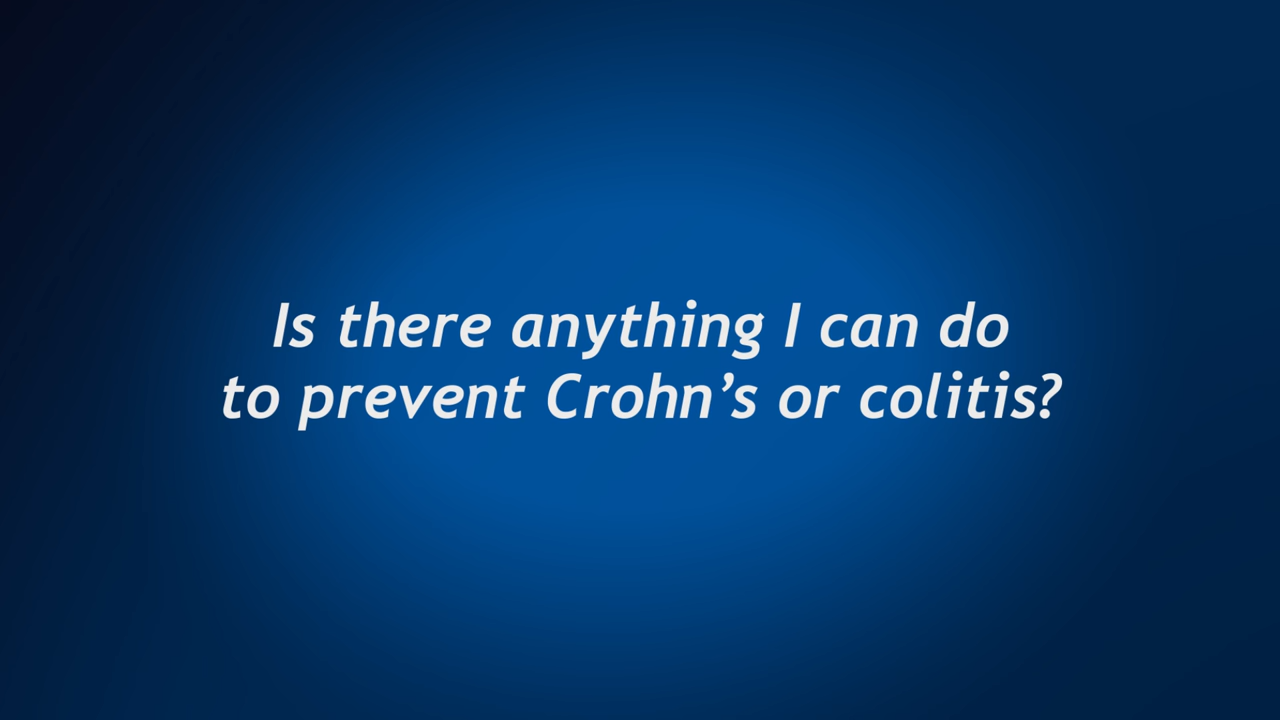 Is there anything I can do
to prevent Crohn’s or colitis?